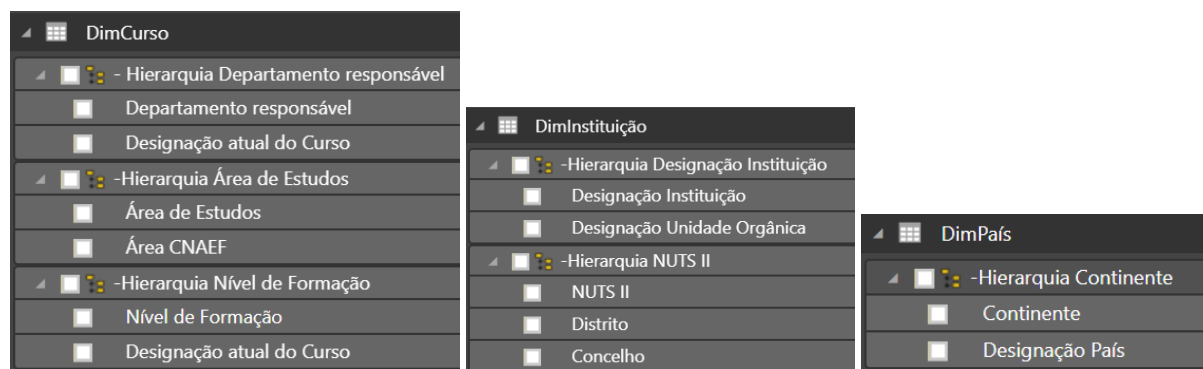 DimCurso
- Hierarquia Departamento responsável
Departamento responsável
Designação atual do Curso
-Hierarquia Área de Estudos
Área de Estudos
Área CNAEF
-Hierarquia Nível de Formação
Nível de Formação
Designação atual do Curso
DimInstituição
-Hierarquia Designação Instituição
Designação Instituição
Designação Unidade Orgânica
-Hierarquia NUTS II
NUTS II
Distrito
Concelho
DimPaís
-Hierarquia Continente
Continente
Designação País